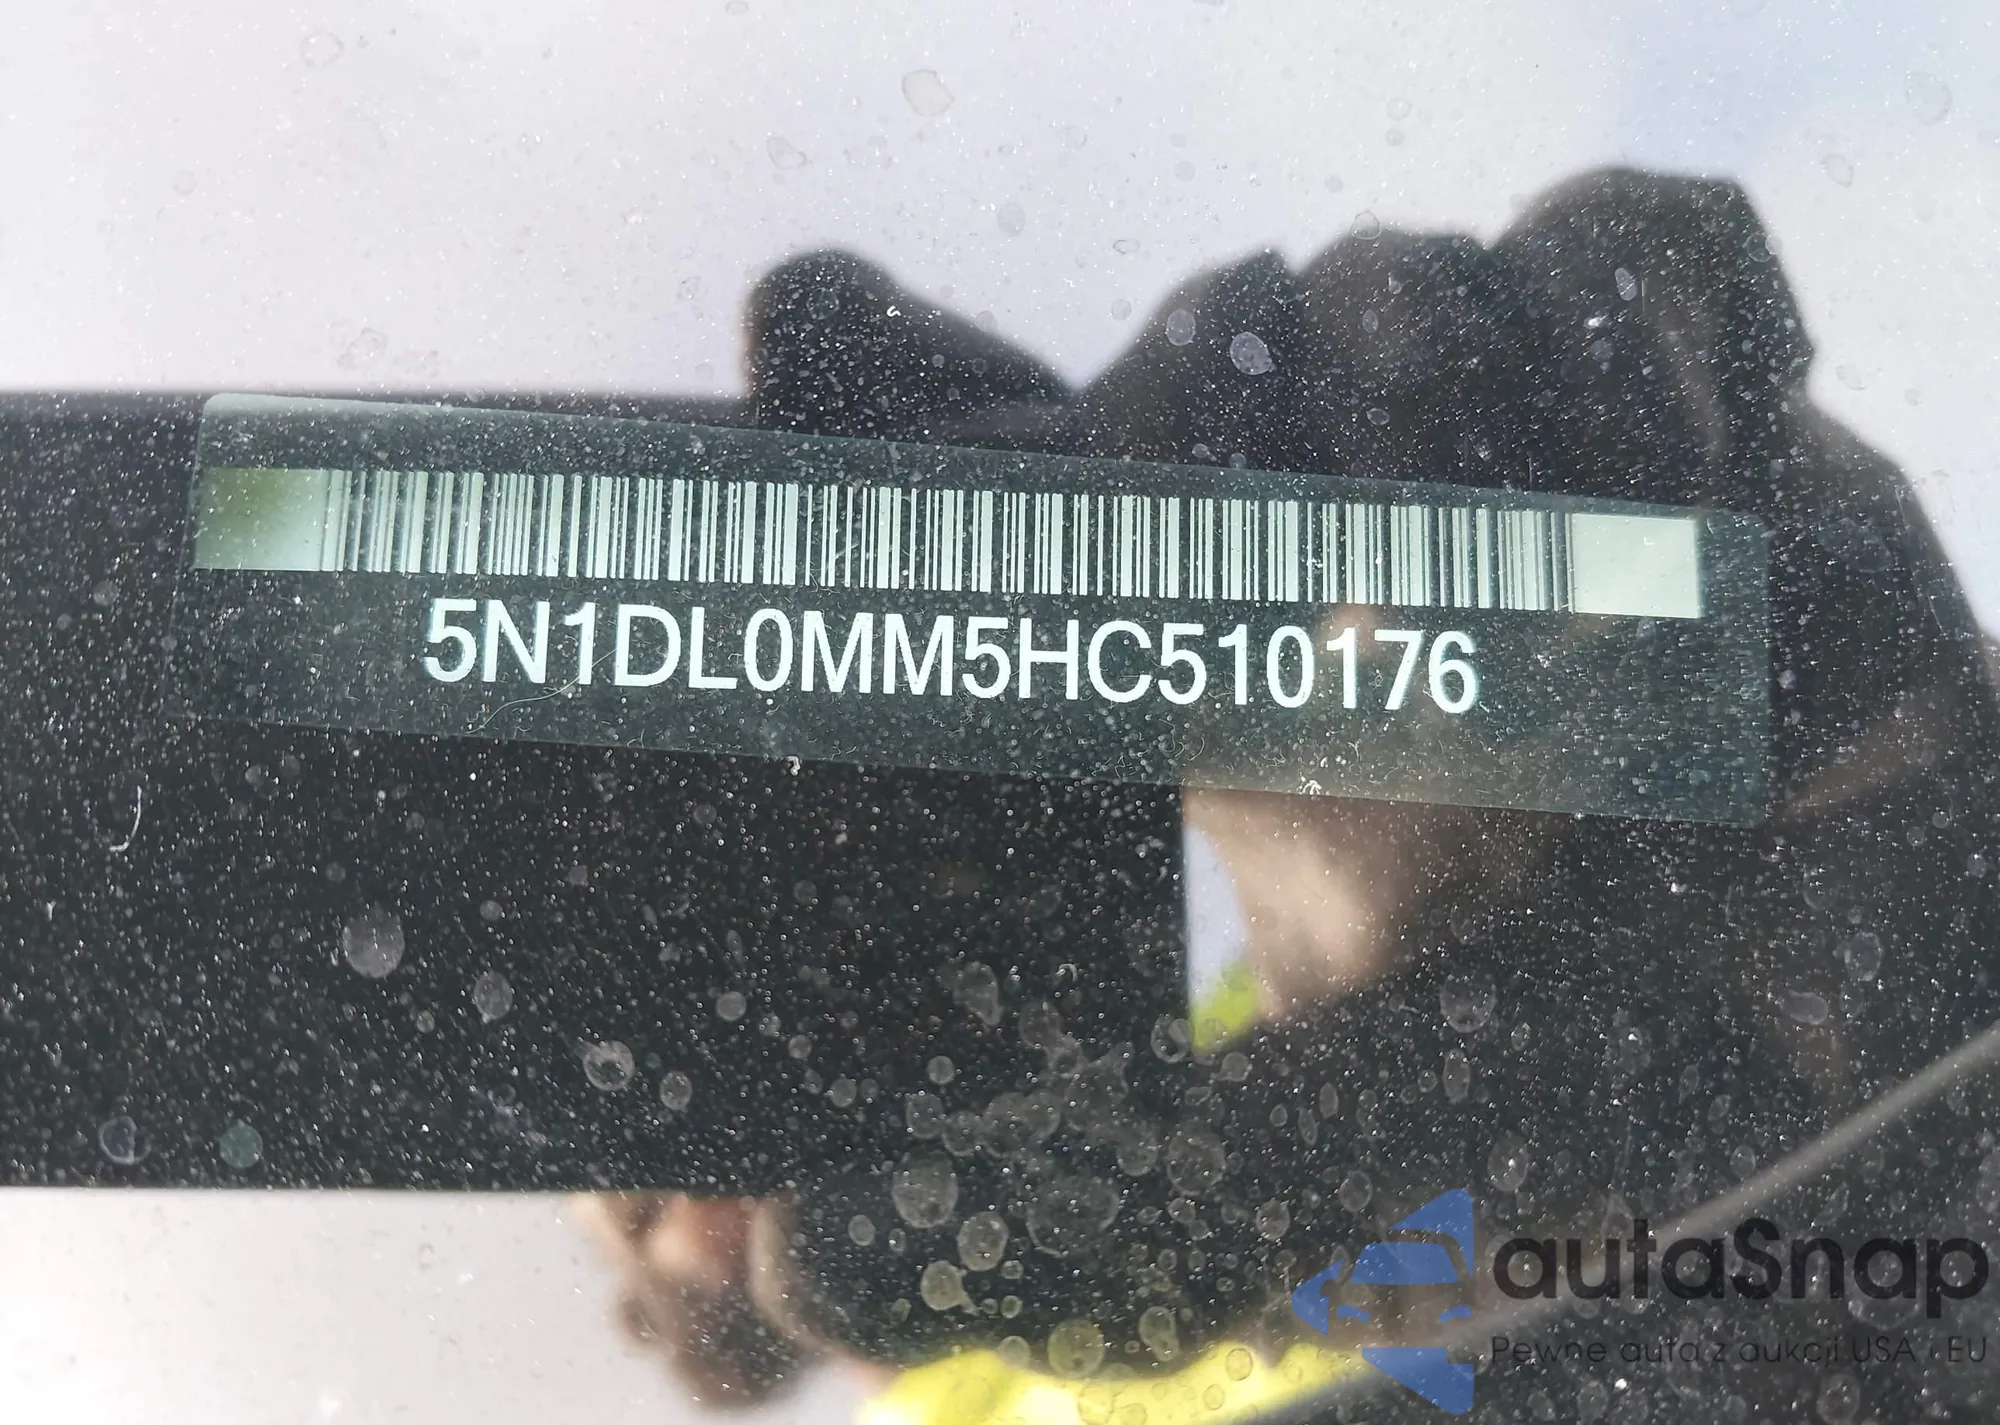 5N1DL0MM5HC510176
autaSnap
Pewne auta z aukcji USA i EU